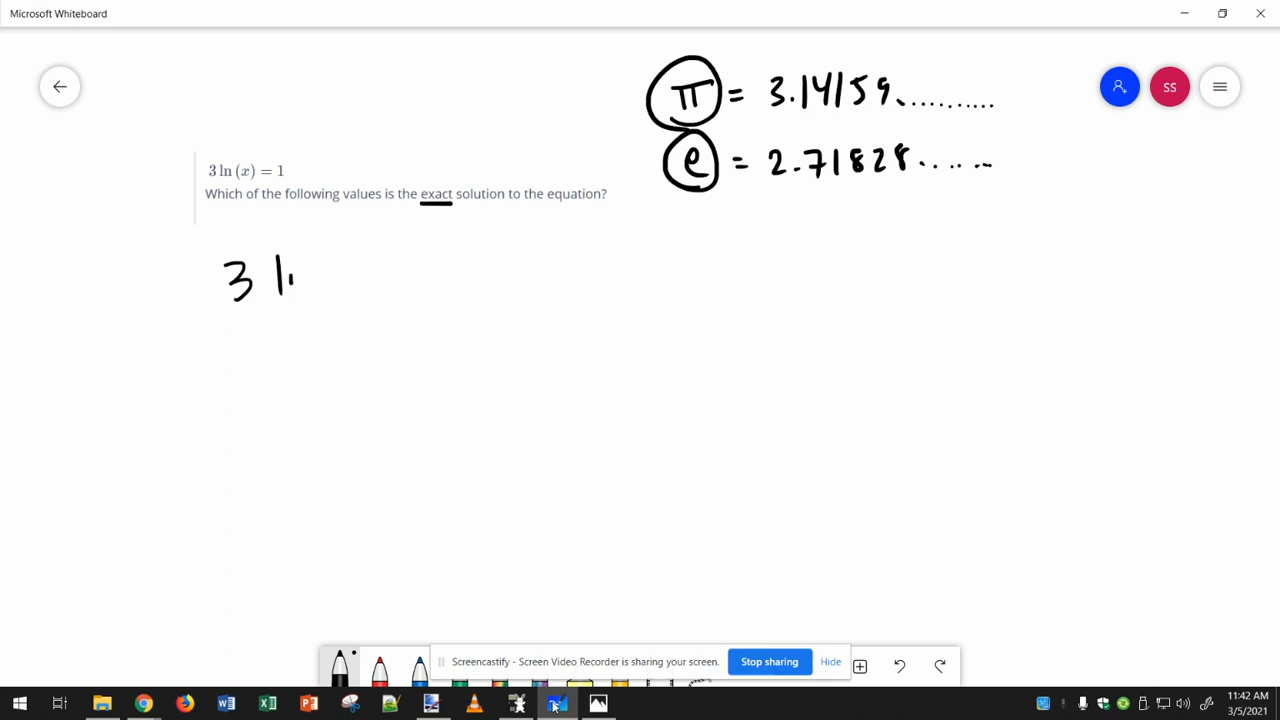 Microsoft Whiteboard
π = 3.14159...........
SS
e = 2.71828......
3 ln (x) = 1
Which of the following values is the exact solution to the equation?
3 l
Screencastify - Screen Video Recorder is sharing your screen.
Stop sharing
Hide
11:42 AM
3/5/2021